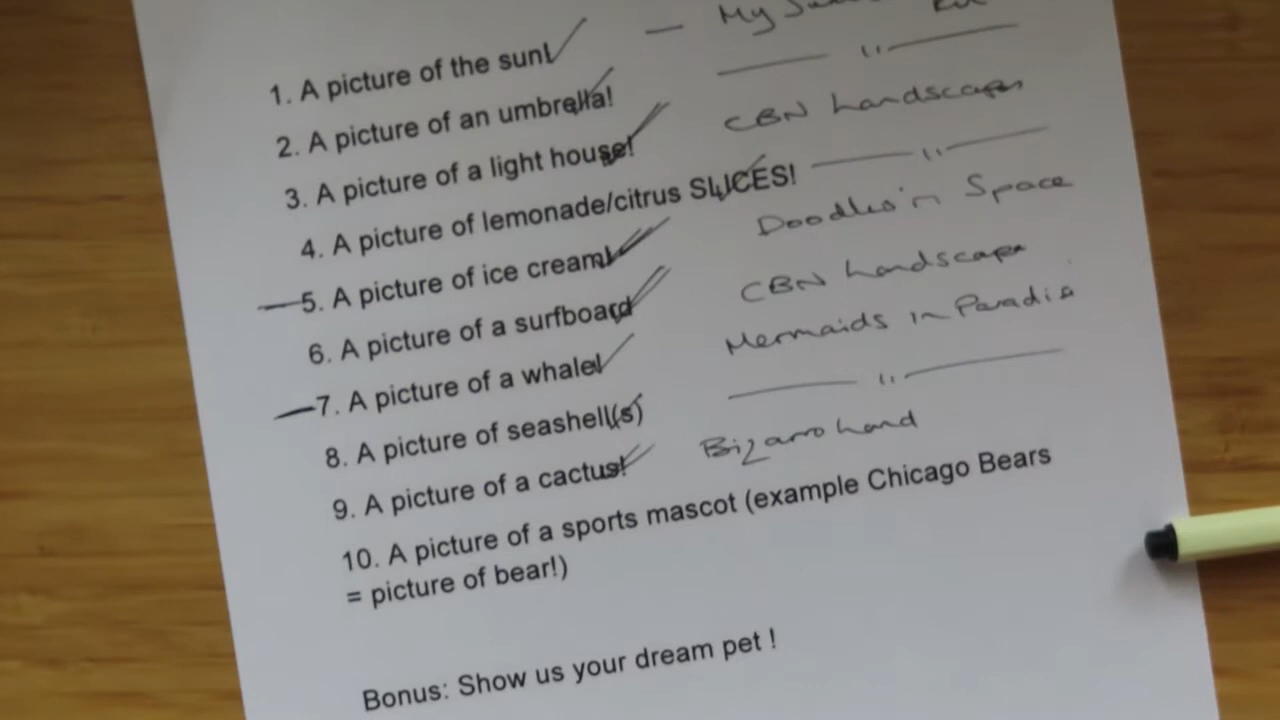 1. A picture of the sun! — My
2. A picture of an umbrella! — " —
3. A picture of a light house! CBN Landscapes
4. A picture of lemonade/citrus SLICES! — " —
5. A picture of ice cream! Doodles 'n Space
6. A picture of a surfboard CBN Landscape
7. A picture of a whale! Mermaids in Paradis
8. A picture of seashell(s) — " —
9. A picture of a cactus! Bizarro Land
10. A picture of a sports mascot (example Chicago Bears
= picture of bear!)
Bonus: Show us your dream pet !